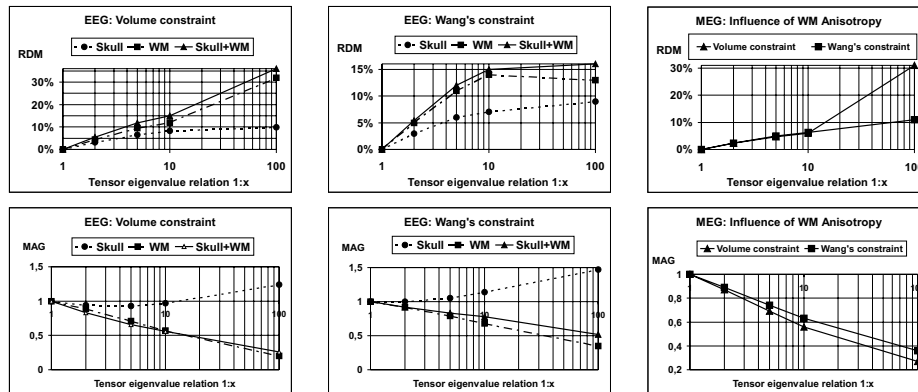 EEG: Volume constraint
RDM
Skull WM Skull+WM
30%
20%
10%
0%
1 10 100
Tensor eigenvalue relation 1:x
EEG: Wang's constraint
RDM
Skull WM Skull+WM
15%
10%
5%
0%
1 10 100
Tensor eigenvalue relation 1:x
MEG: Influence of WM Anisotropy
RDM
Volume constraint Wang's constraint
30%
20%
10%
0%
1 10 100
Tensor eigenvalue relation 1:x
EEG: Volume constraint
MAG
Skull WM Skull+WM
1,5
1
0,5
0
1 10 100
Tensor eigenvalue relation 1:x
EEG: Wang's constraint
MAG
Skull WM Skull+WM
1,5
1
0,5
0
1 10 100
Tensor eigenvalue relation 1:x
MEG: Influence of WM Anisotropy
Volume constraint Wang's constraint
MAG
1
0,8
0,6
0,4
0,2
1 10 100
Tensor eigenvalue relation 1:x